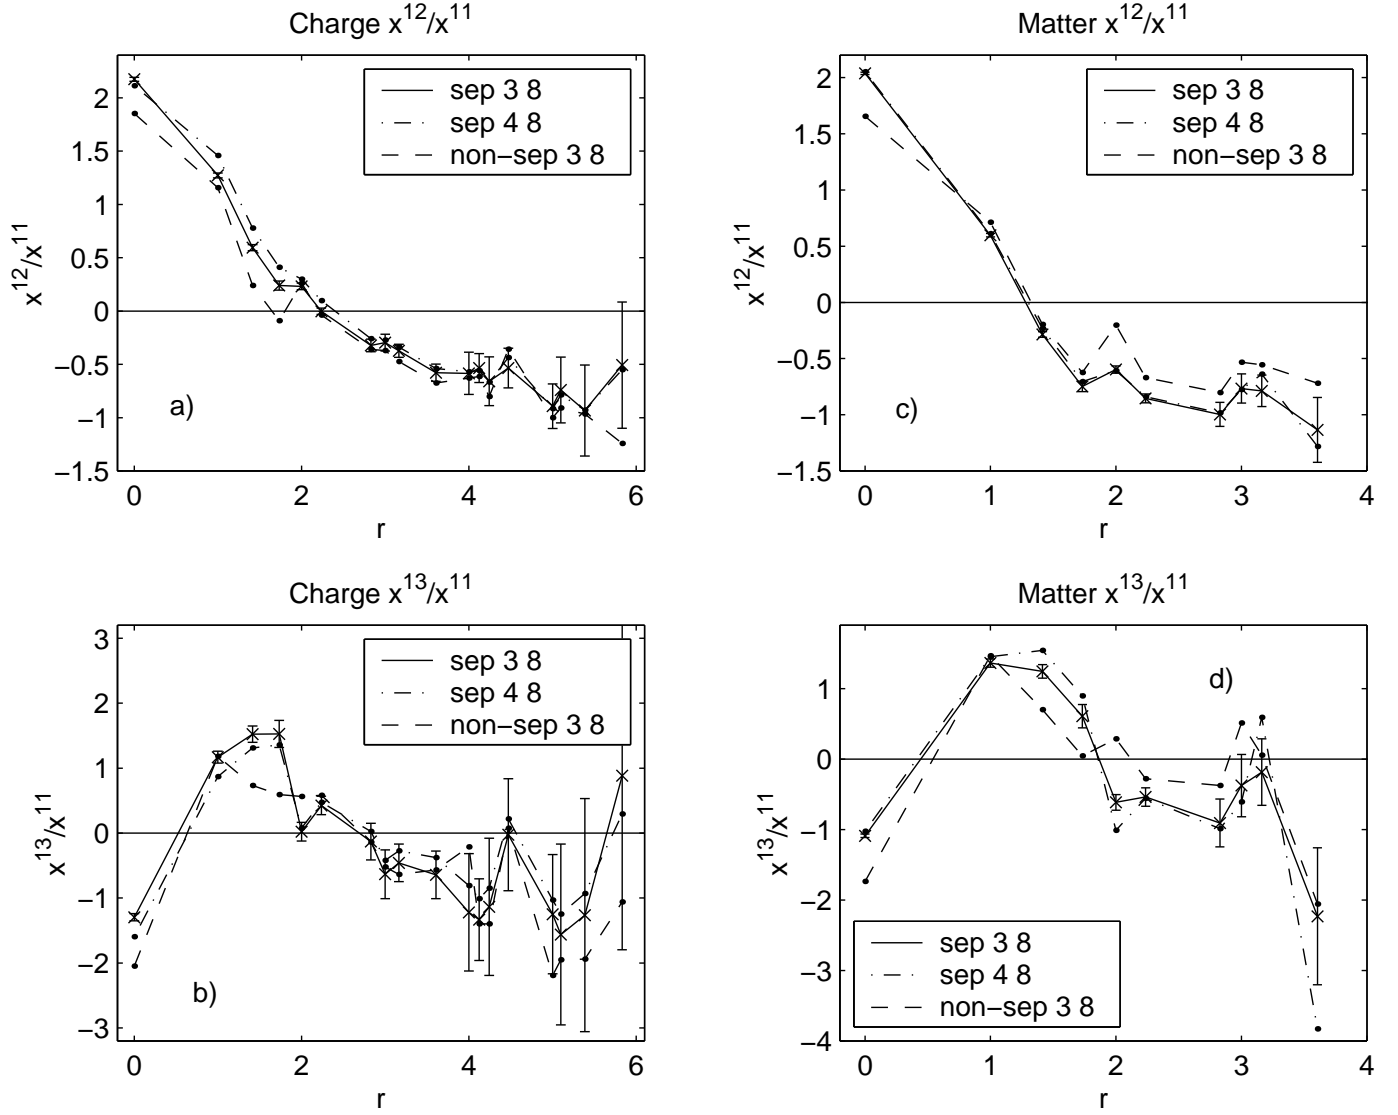 Charge x^12/x^11
x^12/x^11
2
1.5
1
0.5
0
−0.5
−1
−1.5
sep 3 8
sep 4 8
non−sep 3 8
a)
0 2 4 6
r
Matter x^12/x^11
x^12/x^11
2
1.5
1
0.5
0
−0.5
−1
−1.5
sep 3 8
sep 4 8
non−sep 3 8
c)
0 1 2 3 4
r
Charge x^13/x^11
x^13/x^11
3
2
1
0
−1
−2
−3
sep 3 8
sep 4 8
non−sep 3 8
b)
0 2 4 6
r
Matter x^13/x^11
x^13/x^11
1
0
−1
−2
−3
−4
d)
sep 3 8
sep 4 8
non−sep 3 8
0 1 2 3 4
r